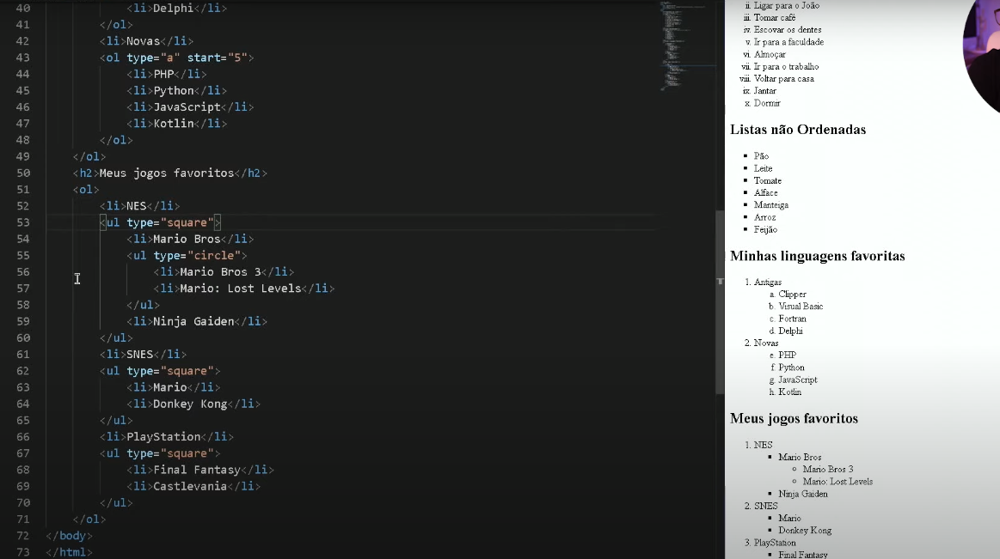 40 <li>Delphi</li>
41 </ol>
42 <li>Novas</li>
43 <ol type="a" start="5">
44 <li>PHP</li>
45 <li>Python</li>
46 <li>JavaScript</li>
47 <li>Kotlin</li>
48 </ol>
49 </ol>
50 <h2>Meus jogos favoritos</h2>
51 <ol>
52 <li>NES</li>
53 <ul type="square">
54 <li>Mario Bros</li>
55 <ul type="circle">
56 <li>Mario Bros 3</li>
57 <li>Mario: Lost Levels</li>
58 </ul>
59 <li>Ninja Gaiden</li>
60 </ul>
61 <li>SNES</li>
62 <ul type="square">
63 <li>Mario</li>
64 <li>Donkey Kong</li>
65 </ul>
66 <li>PlayStation</li>
67 <ul type="square">
68 <li>Final Fantasy</li>
69 <li>Castlevania</li>
70 </ul>
71 </ol>
72 </body>
73 </html>
ii. Ligar para o João
iii. Tomar café
iv. Escovar os dentes
v. Ir para a faculdade
vi. Almoçar
vii. Ir para o trabalho
viii. Voltar para casa
ix. Jantar
x. Dormir
Listas não Ordenadas
▪ Pão
▪ Leite
▪ Tomate
▪ Alface
▪ Manteiga
▪ Arroz
▪ Feijão
Minhas linguagens favoritas
1. Antigas
a. Clipper
b. Visual Basic
c. Fortran
d. Delphi
2. Novas
e. PHP
f. Python
g. JavaScript
h. Kotlin
Meus jogos favoritos
1. NES
▪ Mario Bros
◦ Mario Bros 3
◦ Mario: Lost Levels
▪ Ninja Gaiden
2. SNES
▪ Mario
▪ Donkey Kong
3. PlayStation
▪ Final Fantasy